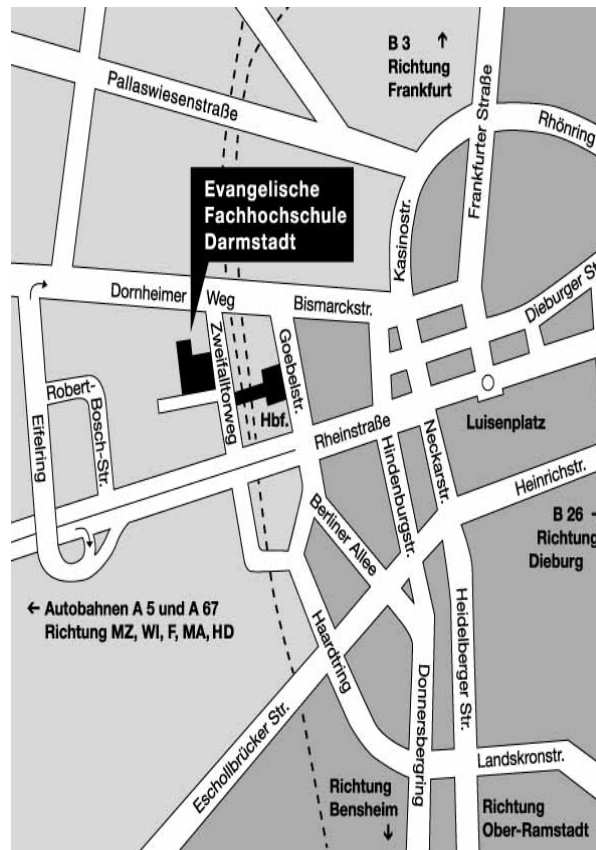 B 3 ↑
Richtung
Frankfurt
Pallaswiesenstraße
Frankfurter Straße
Rhönring
Evangelische
Fachhochschule
Darmstadt
Kasinostr.
Dornheimer Weg
Bismarckstr.
Dieburger St
Zweifalltorweg
Goebelstr.
Robert-
Bosch-Str.
Eifelring
Hbf.
Rheinstraße
Luisenplatz
Neckarstr.
Hindenburgstr.
Heinrichstr.
Berliner Allee
B 26 -
Richtung
Dieburg
← Autobahnen A 5 und A 67
Richtung MZ, WI, F, MA, HD
Haardtring
Heidelberger Str.
Donnersbergring
Eschollbrücker Str.
Landskronstr.
Richtung
Bensheim
↓
Richtung
Ober-Ramstadt